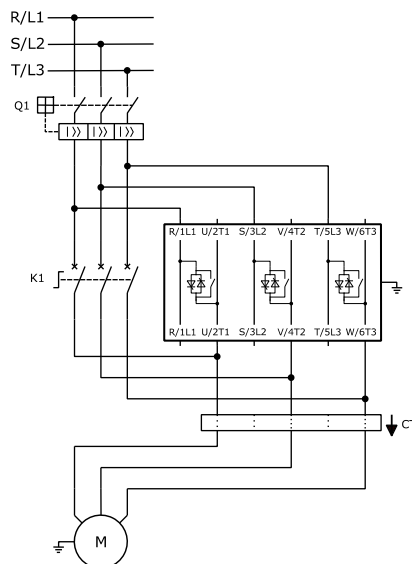 R/L1
S/L2
T/L3
Q1
I >> I >> I >>
R/1L1 U/2T1 S/3L2 V/4T2 T/5L3 W/6T3
K1
R/1L1 U/2T1 S/3L2 V/4T2 T/5L3 W/6T3
M